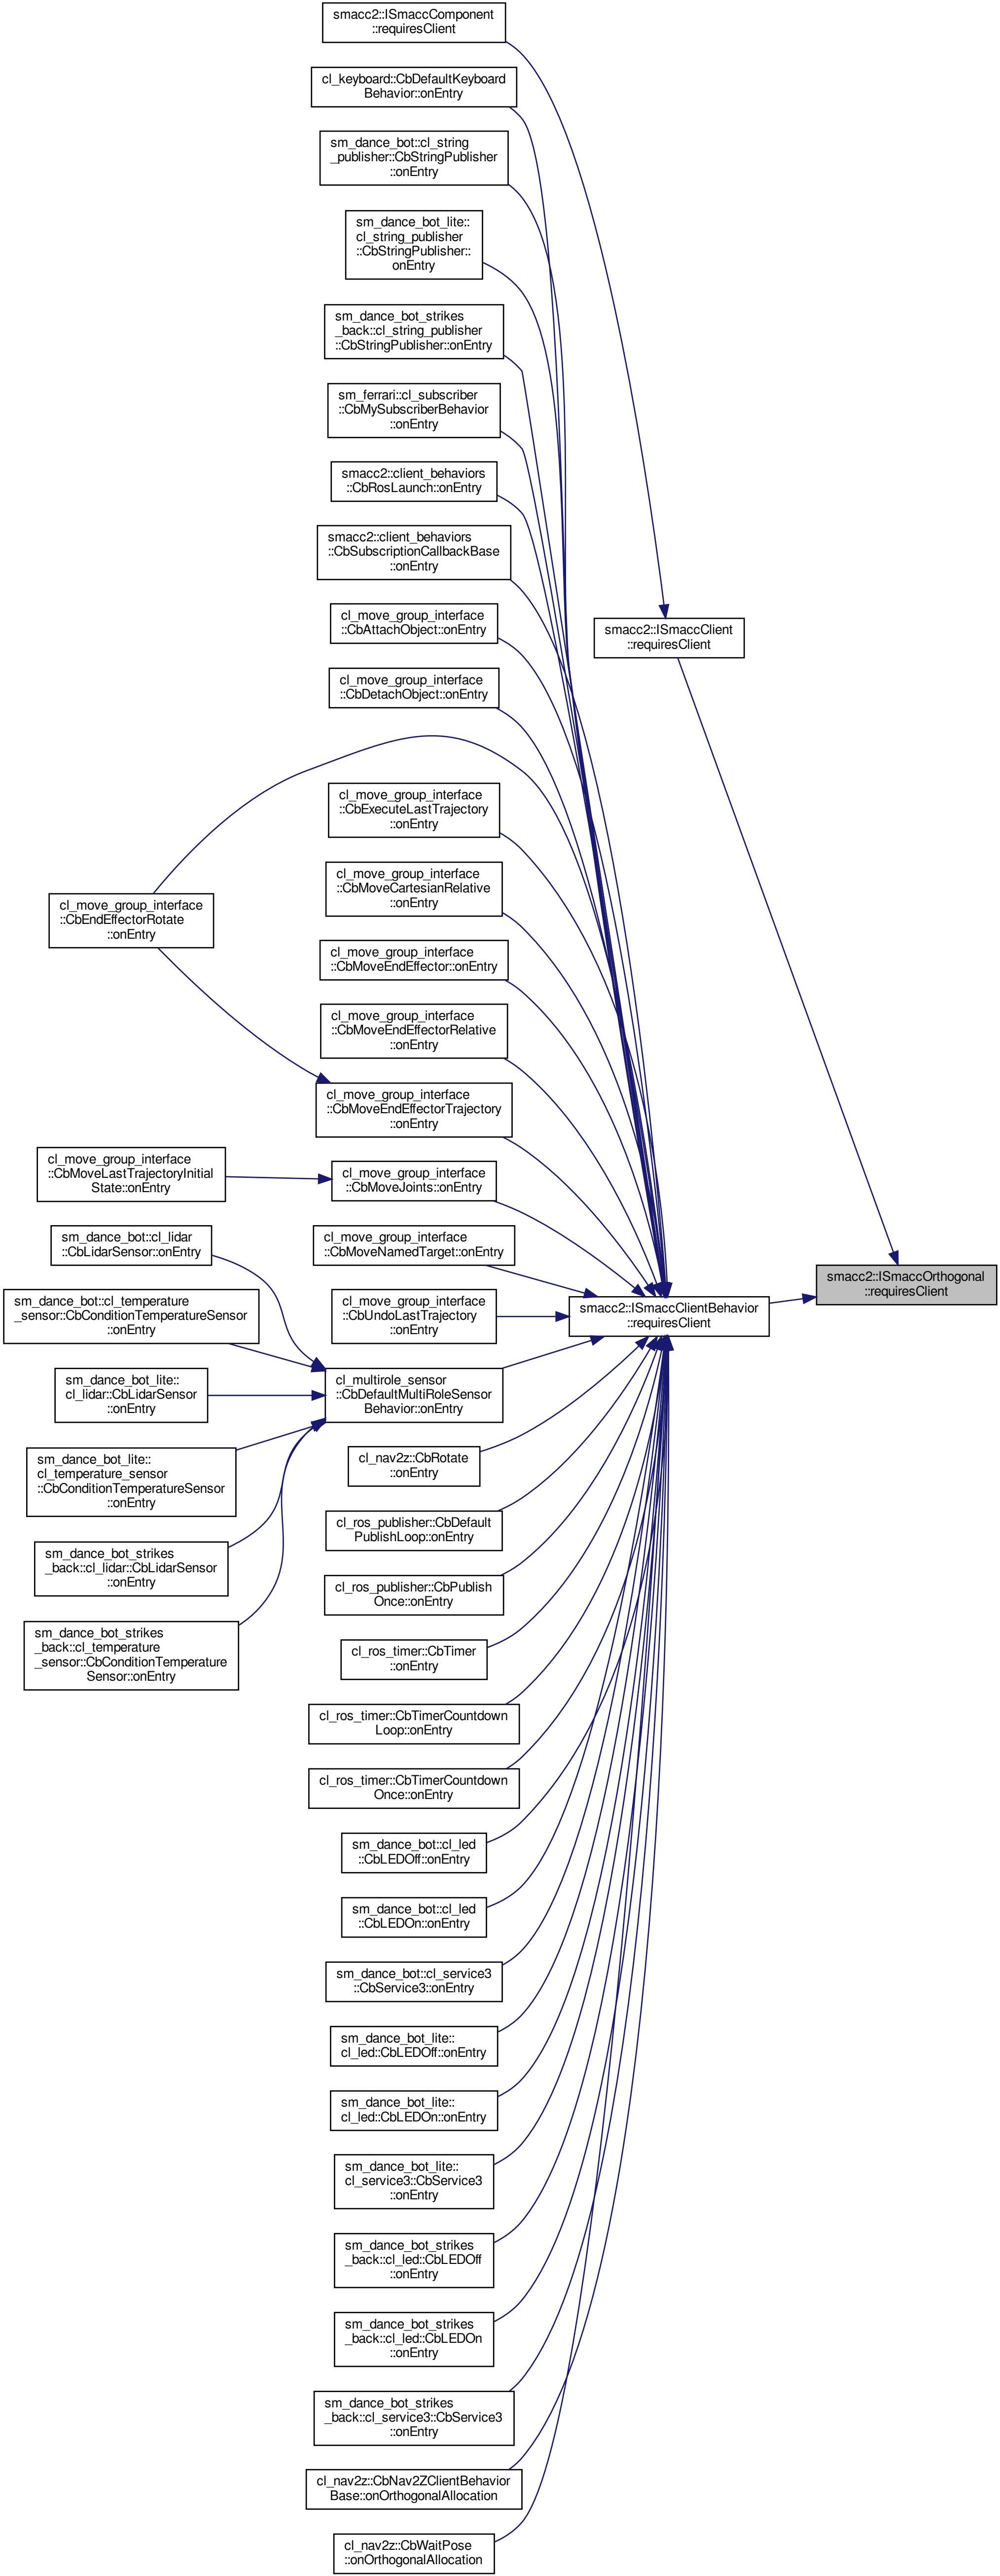 smacc2::ISmaccComponent
::requiresClient
cl_keyboard::CbDefaultKeyboard
Behavior::onEntry
sm_dance_bot::cl_string
_publisher::CbStringPublisher
::onEntry
sm_dance_bot_lite::
cl_string_publisher
::CbStringPublisher::
onEntry
sm_dance_bot_strikes
_back::cl_string_publisher
::CbStringPublisher::onEntry
sm_ferrari::cl_subscriber
::CbMySubscriberBehavior
::onEntry
smacc2::client_behaviors
::CbRosLaunch::onEntry
smacc2::client_behaviors
::CbSubscriptionCallbackBase
::onEntry
cl_move_group_interface
::CbAttachObject::onEntry
smacc2::ISmaccClient
::requiresClient
cl_move_group_interface
::CbDetachObject::onEntry
cl_move_group_interface
::CbExecuteLastTrajectory
::onEntry
cl_move_group_interface
::CbMoveCartesianRelative
::onEntry
cl_move_group_interface
::CbEndEffectorRotate
::onEntry
cl_move_group_interface
::CbMoveEndEffector::onEntry
cl_move_group_interface
::CbMoveEndEffectorRelative
::onEntry
cl_move_group_interface
::CbMoveEndEffectorTrajectory
::onEntry
cl_move_group_interface
::CbMoveLastTrajectoryInitial
State::onEntry
cl_move_group_interface
::CbMoveJoints::onEntry
sm_dance_bot::cl_lidar
::CbLidarSensor::onEntry
cl_move_group_interface
::CbMoveNamedTarget::onEntry
smacc2::ISmaccOrthogonal
::requiresClient
sm_dance_bot::cl_temperature
_sensor::CbConditionTemperatureSensor
::onEntry
cl_move_group_interface
::CbUndoLastTrajectory
::onEntry
smacc2::ISmaccClientBehavior
::requiresClient
sm_dance_bot_lite::
cl_lidar::CbLidarSensor
::onEntry
cl_multirole_sensor
::CbDefaultMultiRoleSensor
Behavior::onEntry
sm_dance_bot_lite::
cl_temperature_sensor
::CbConditionTemperatureSensor
::onEntry
cl_nav2z::CbRotate
::onEntry
cl_ros_publisher::CbDefault
PublishLoop::onEntry
sm_dance_bot_strikes
_back::cl_lidar::CbLidarSensor
::onEntry
cl_ros_publisher::CbPublish
Once::onEntry
sm_dance_bot_strikes
_back::cl_temperature
_sensor::CbConditionTemperature
Sensor::onEntry
cl_ros_timer::CbTimer
::onEntry
cl_ros_timer::CbTimerCountdown
Loop::onEntry
cl_ros_timer::CbTimerCountdown
Once::onEntry
sm_dance_bot::cl_led
::CbLEDOff::onEntry
sm_dance_bot::cl_led
::CbLEDOn::onEntry
sm_dance_bot::cl_service3
::CbService3::onEntry
sm_dance_bot_lite::
cl_led::CbLEDOff::onEntry
sm_dance_bot_lite::
cl_led::CbLEDOn::onEntry
sm_dance_bot_lite::
cl_service3::CbService3
::onEntry
sm_dance_bot_strikes
_back::cl_led::CbLEDOff
::onEntry
sm_dance_bot_strikes
_back::cl_led::CbLEDOn
::onEntry
sm_dance_bot_strikes
_back::cl_service3::CbService3
::onEntry
cl_nav2z::CbNav2ZClientBehavior
Base::onOrthogonalAllocation
cl_nav2z::CbWaitPose
::onOrthogonalAllocation